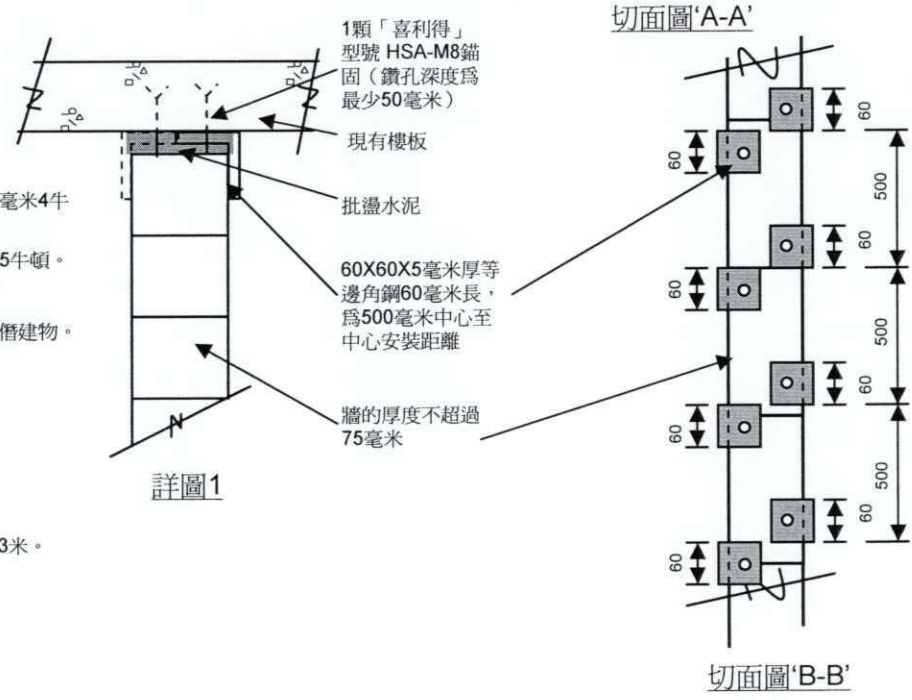 切面圖'A-A'
1顆「喜利得」
型號 HSA-M8錨
固（鑽孔深度爲
最少50毫米）
現有樓板
批盪水泥
毫米4牛
5牛頓。
僭建物。
60X60X5毫米厚等
邊角鋼60毫米長，
爲500毫米中心至
中心安裝距離
牆的厚度不超過
75毫米
詳圖1
3米。
60
60
500
60
60
500
60
60
500
60
60
切面圖'B-B'